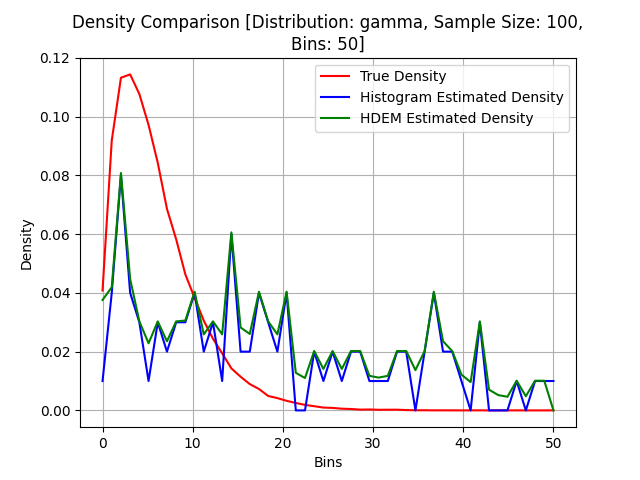 Density Comparison [Distribution: gamma, Sample Size: 100,
Bins: 50]
True Density
Histogram Estimated Density
HDEM Estimated Density
Density
0.12
0.10
0.08
0.06
0.04
0.02
0.00
0 10 20 30 40 50
Bins